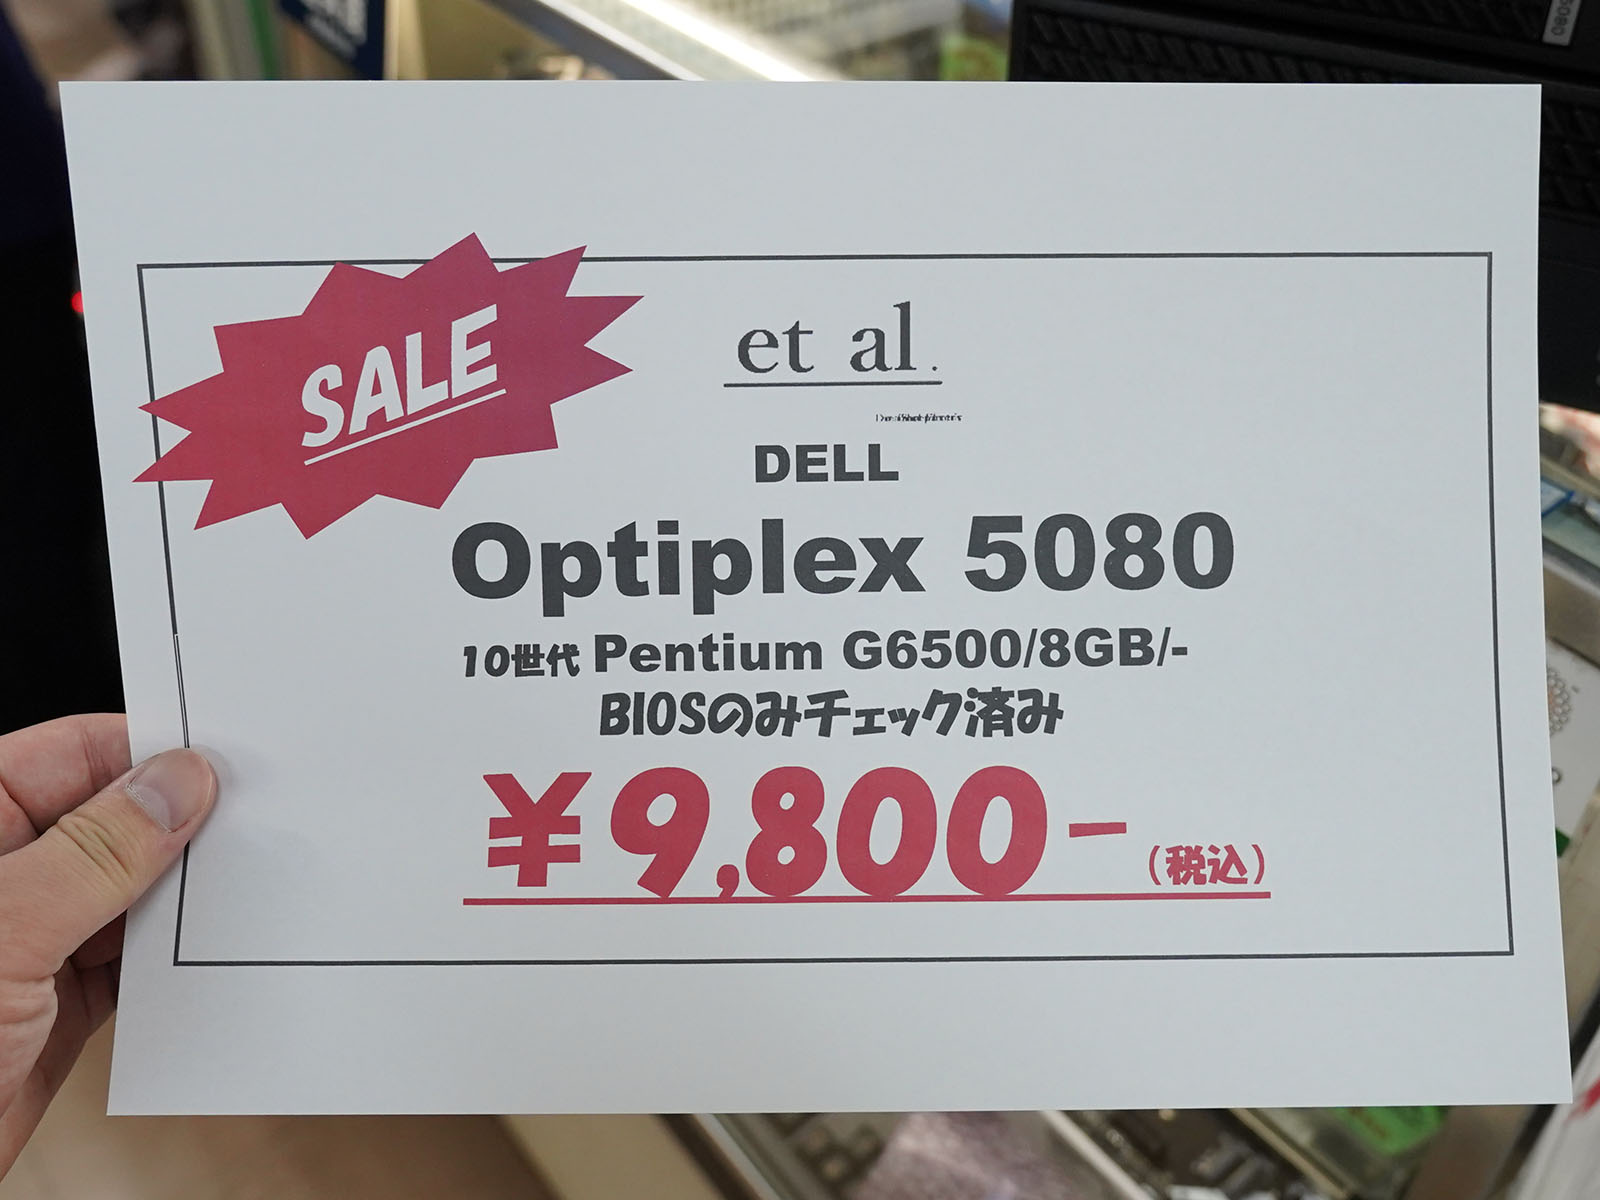 SALE
et al.
DELL
Optiplex 5080
10世代 Pentium G6500/8GB/-
BIOSのみチェック済み
¥9,800-(税込)
5080